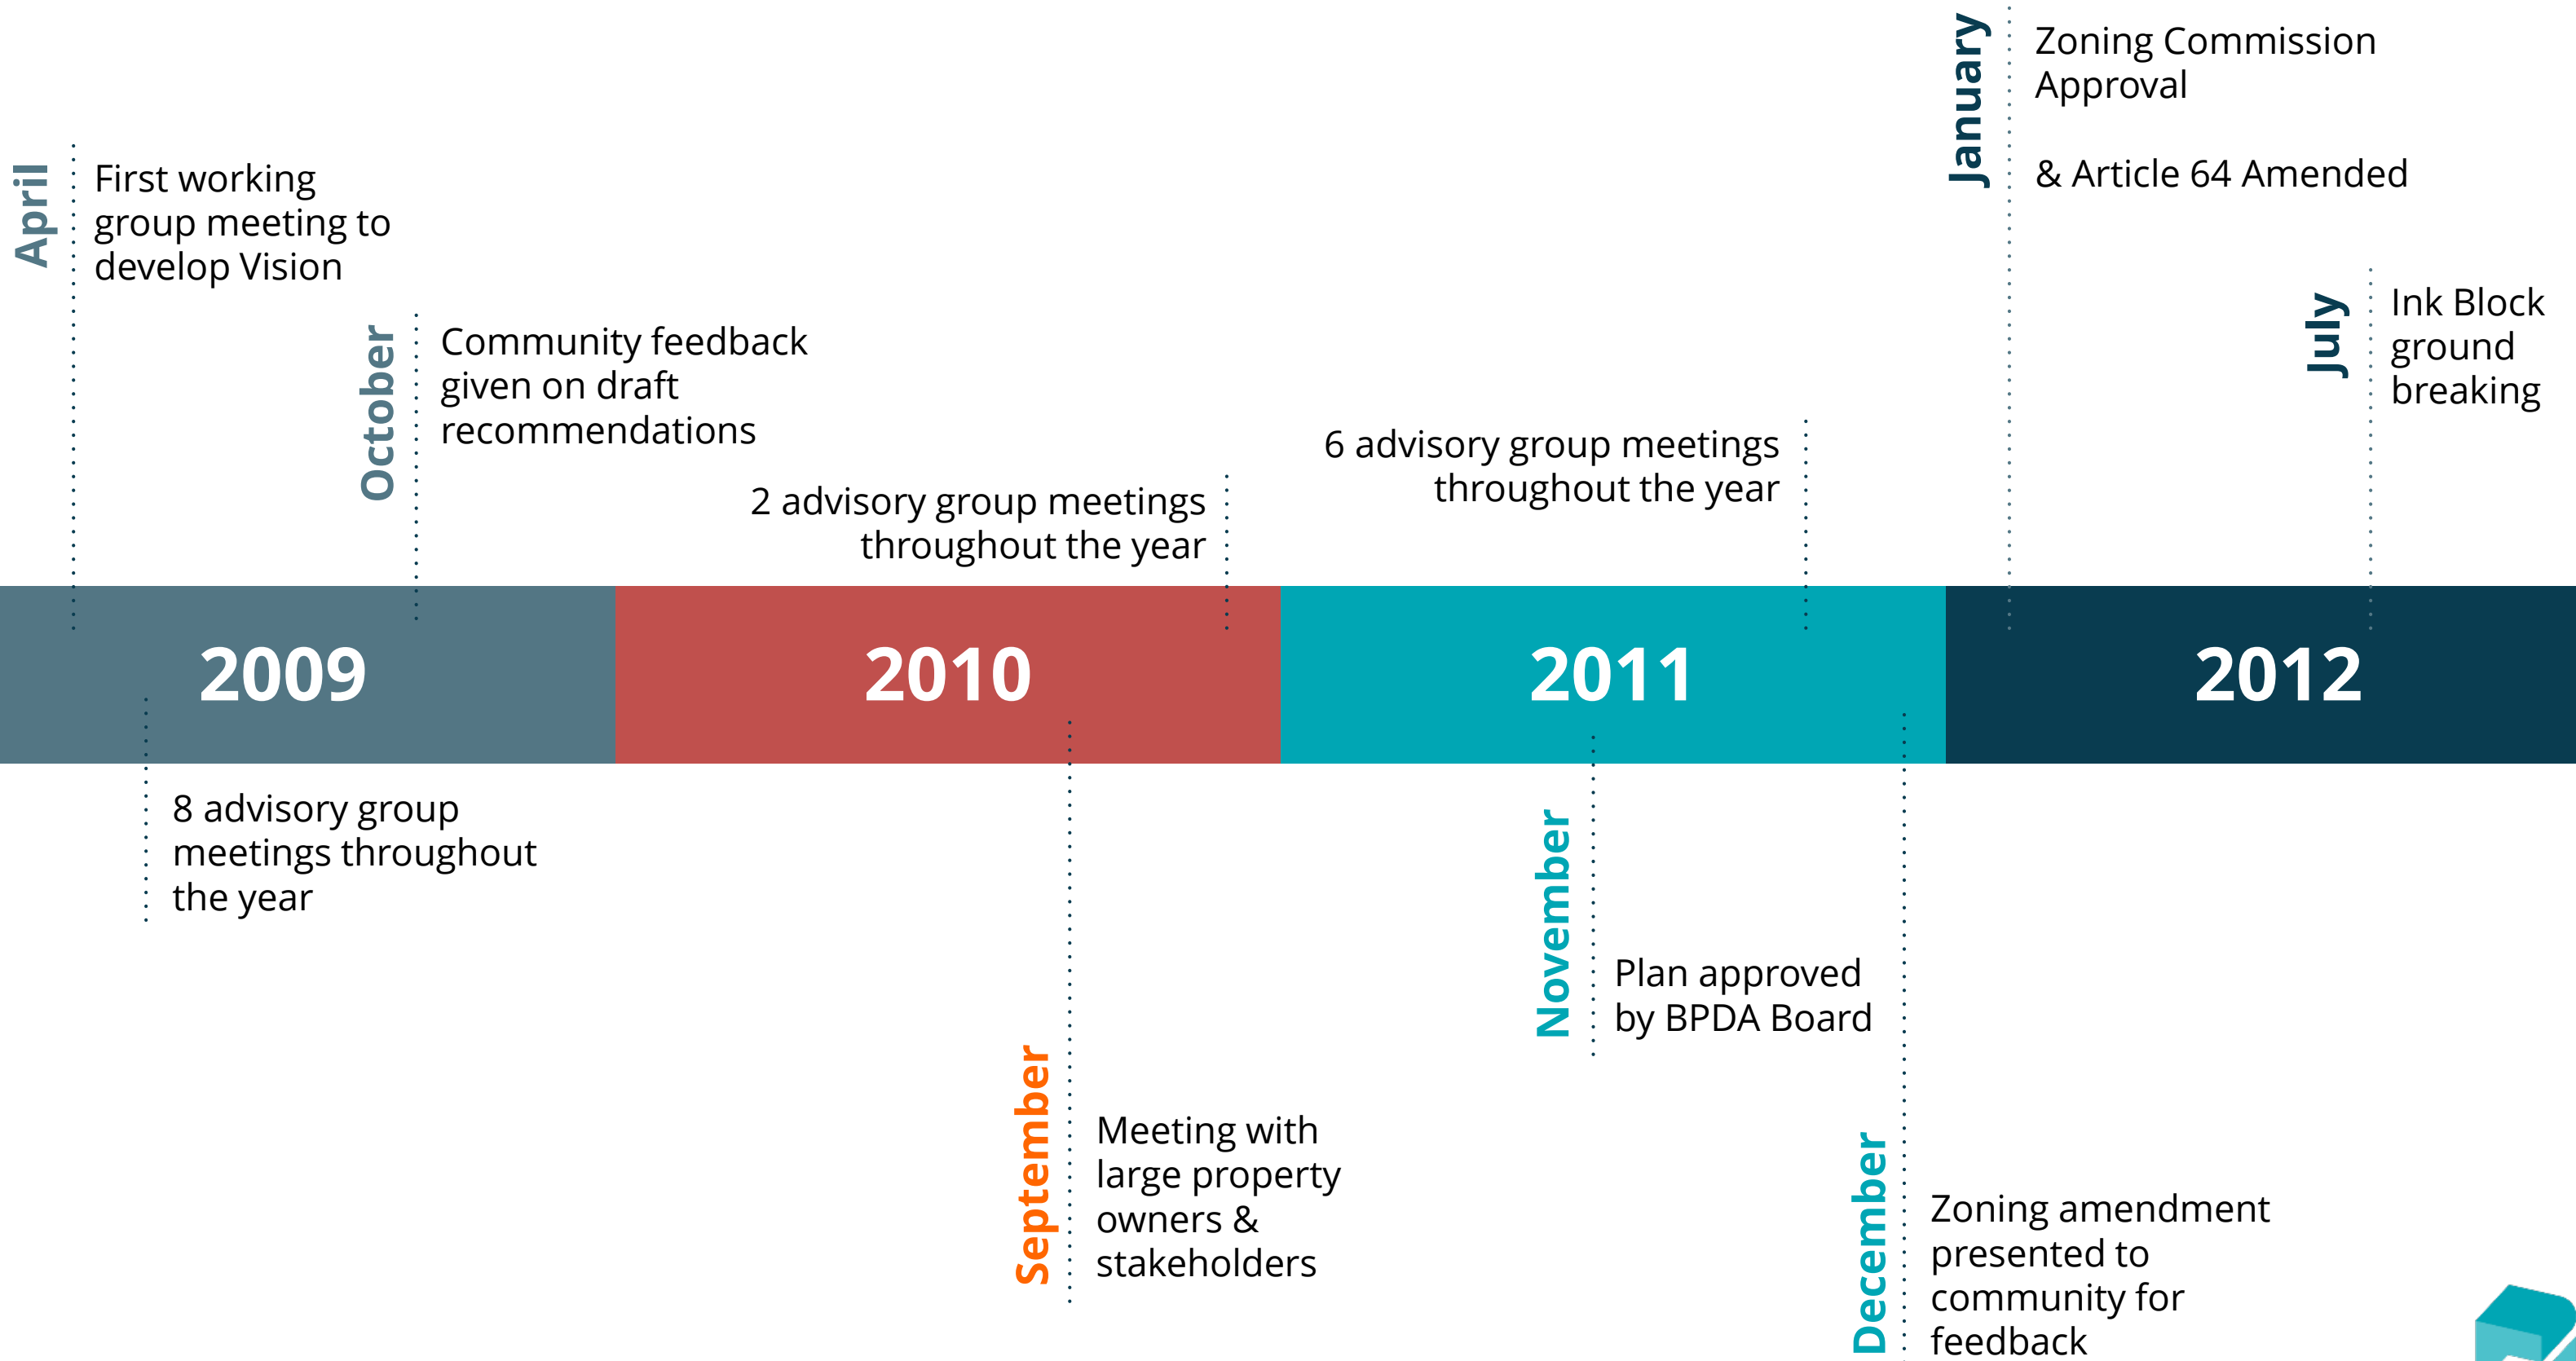 January
Zoning Commission
Approval
& Article 64 Amended
April
First working
group meeting to
develop Vision
July
Ink Block
ground
breaking
October
Community feedback
given on draft
recommendations
6 advisory group meetings
throughout the year
2 advisory group meetings
throughout the year
2009
2010
2011
2012
8 advisory group
meetings throughout
the year
November
Plan approved
by BPDA Board
September
Meeting with
large property
owners &
stakeholders
December
Zoning amendment
presented to
community for
feedback